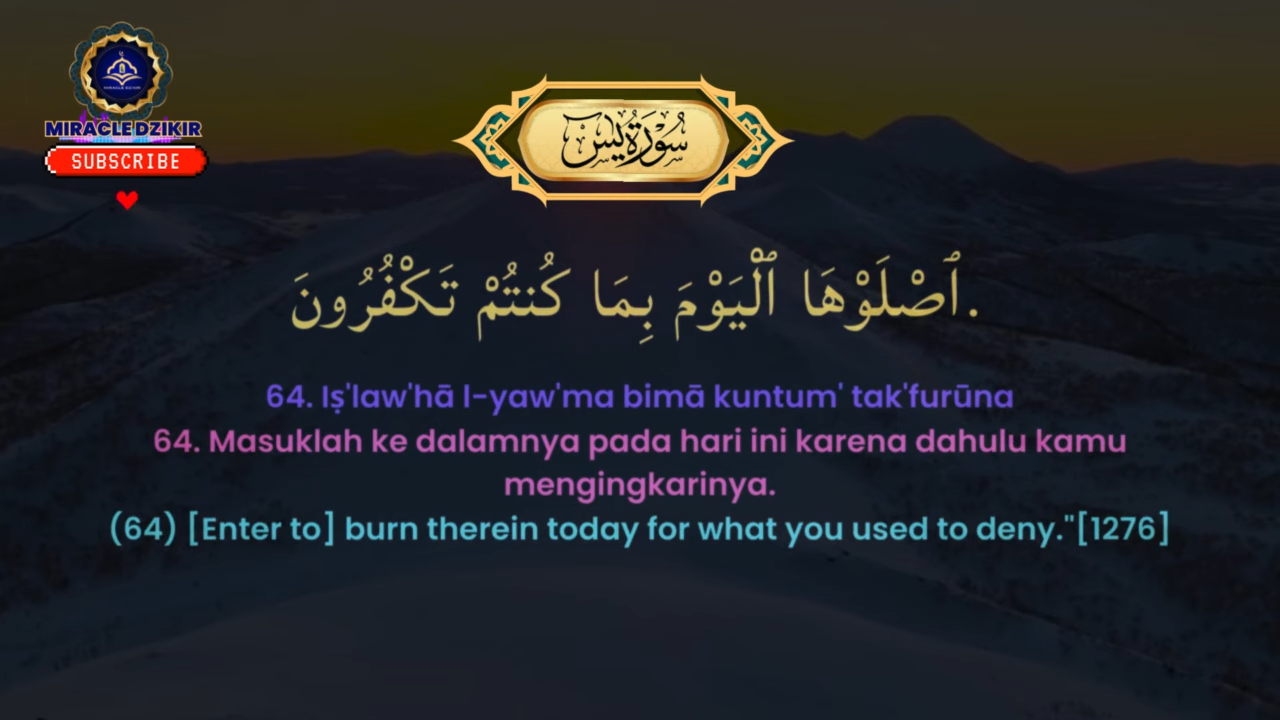 MIRACLE DZIKIR
SUBSCRIBE
سُوْرَةُ يٰسٓ
ٱصْلَوْهَا ٱلْيَوْمَ بِمَا كُنتُمْ تَكْفُرُونَ.
64. Iṣ'law'hā l-yaw'ma bimā kuntum' tak'furūna
64. Masuklah ke dalamnya pada hari ini karena dahulu kamu
mengingkarinya.
(64) [Enter to] burn therein today for what you used to deny."[1276]